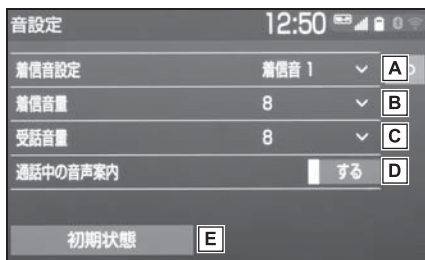 音設定 12:50 0
着信音設定 着信音 1 A
着信音量 8 B
受話音量 8 C
通話中の音声案内 する D
初期状態 E